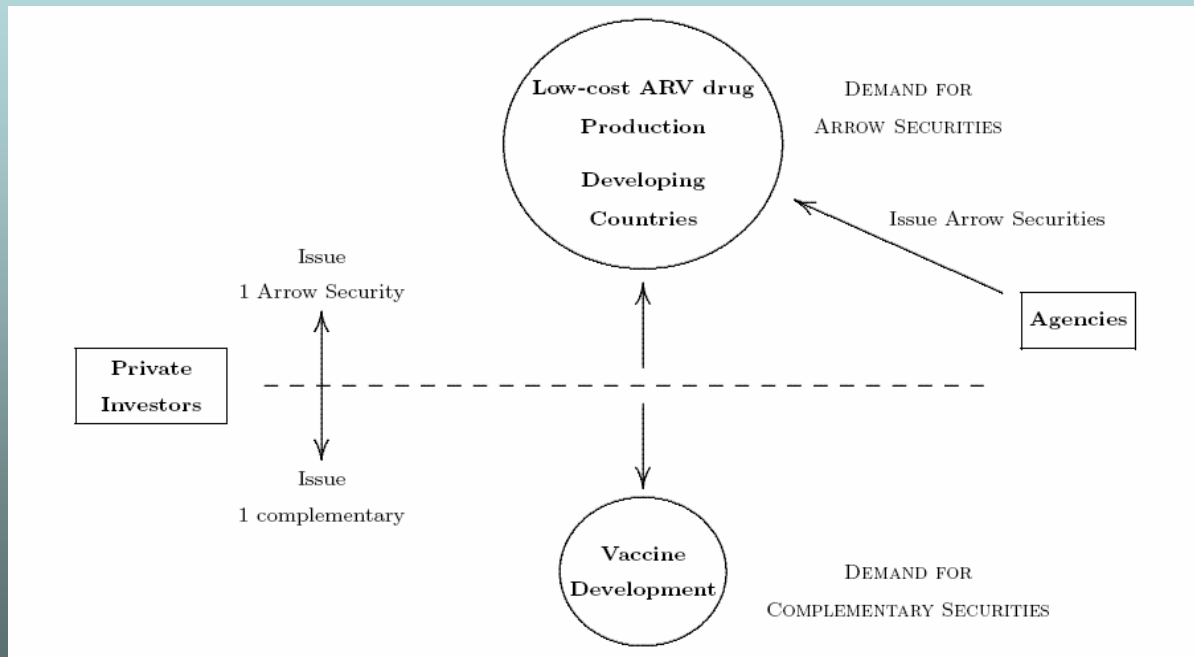 Low-cost ARV drug
Production
Developing
Countries
DEMAND FOR
ARROW SECURITIES
Issue Arrow Securities
Agencies
Issue
1 Arrow Security
Private
Investors
Issue
1 complementary
Vaccine
Development
DEMAND FOR
COMPLEMENTARY SECURITIES